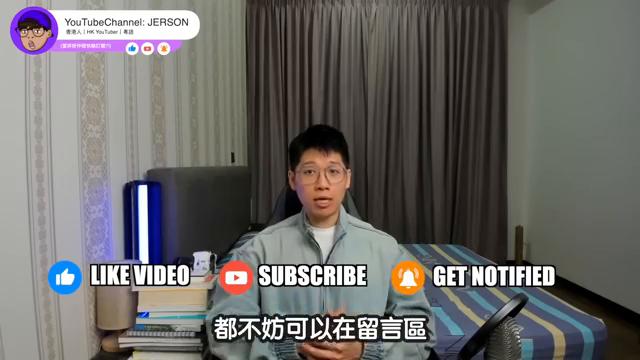 YouTubeChannel: JERSON
香港人｜HK YouTuber｜粵語
LIKE VIDEO
SUBSCRIBE
GET NOTIFIED
都不妨可以在留言區